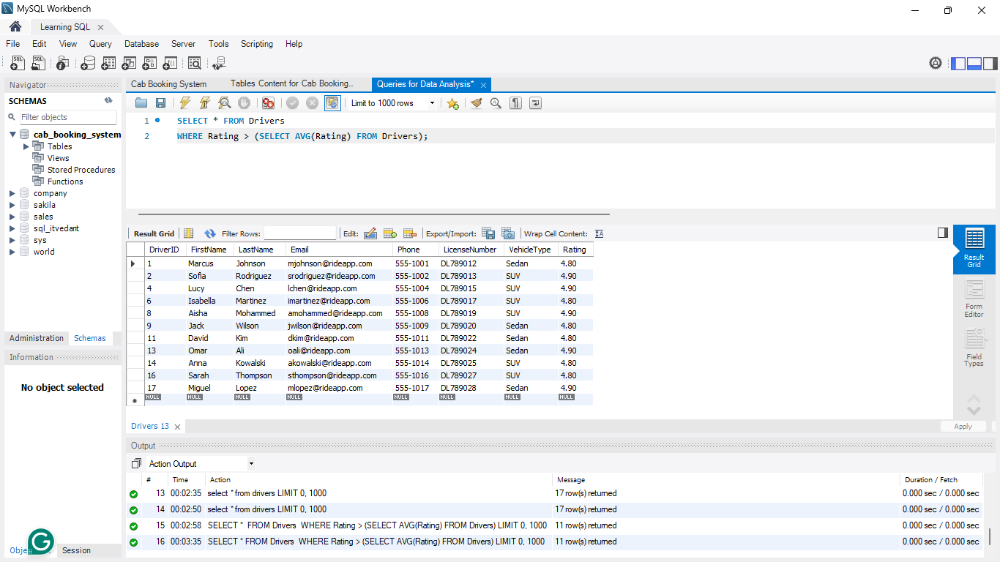 MySQL Workbench
Learning SQL
File Edit View Query Database Server Tools Scripting Help
Navigator
SCHEMAS
Filter objects
cab_booking_system
Tables
Views
Stored Procedures
Functions
company
sakila
sales
sql_itvedant
sys
world
Administration Schemas
Information
No object selected
Session
Cab Booking System Tables Content for Cab Booking... Queries for Data Analysis*
Limit to 1000 rows
1 SELECT * FROM Drivers
2 WHERE Rating > (SELECT AVG(Rating) FROM Drivers);
Result Grid Filter Rows: Edit: Export/Import: Wrap Cell Content:
DriverID FirstName LastName Email Phone LicenseNumber VehicleType Rating
1 Marcus Johnson mjohnson@rideapp.com 555-1001 DL789012 Sedan 4.80
2 Sofia Rodriguez srodriguez@rideapp.com 555-1002 DL789013 SUV 4.90
4 Lucy Chen lchen@rideapp.com 555-1004 DL789015 SUV 4.90
6 Isabella Martinez imartinez@rideapp.com 555-1006 DL789017 SUV 4.80
8 Aisha Mohammed amohammed@rideapp.com 555-1008 DL789019 SUV 4.90
9 Jack Wilson jwilson@rideapp.com 555-1009 DL789020 Sedan 4.80
11 David Kim dkim@rideapp.com 555-1011 DL789022 Sedan 4.80
13 Omar Ali oali@rideapp.com 555-1013 DL789024 Sedan 4.90
14 Anna Kowalski akowalski@rideapp.com 555-1014 DL789025 SUV 4.80
16 Sarah Thompson sthompson@rideapp.com 555-1016 DL789027 SUV 4.80
17 Miguel Lopez mlopez@rideapp.com 555-1017 DL789028 Sedan 4.90
NULL NULL NULL NULL NULL NULL NULL NULL
Result
Grid
Form
Editor
Field
Types
Drivers 13
Apply
Output
Action Output
# Time Action Message Duration / Fetch
13 00:02:35 select * from drivers LIMIT 0, 1000 17 row(s) returned 0.000 sec / 0.000 sec
14 00:02:50 select * from drivers LIMIT 0, 1000 17 row(s) returned 0.000 sec / 0.000 sec
15 00:02:58 SELECT * FROM Drivers WHERE Rating > (SELECT AVG(Rating) FROM Drivers) LIMIT 0, 1000 11 row(s) returned 0.000 sec / 0.000 sec
16 00:03:35 SELECT * FROM Drivers WHERE Rating > (SELECT AVG(Rating) FROM Drivers) LIMIT 0, 1000 11 row(s) returned 0.000 sec / 0.000 sec